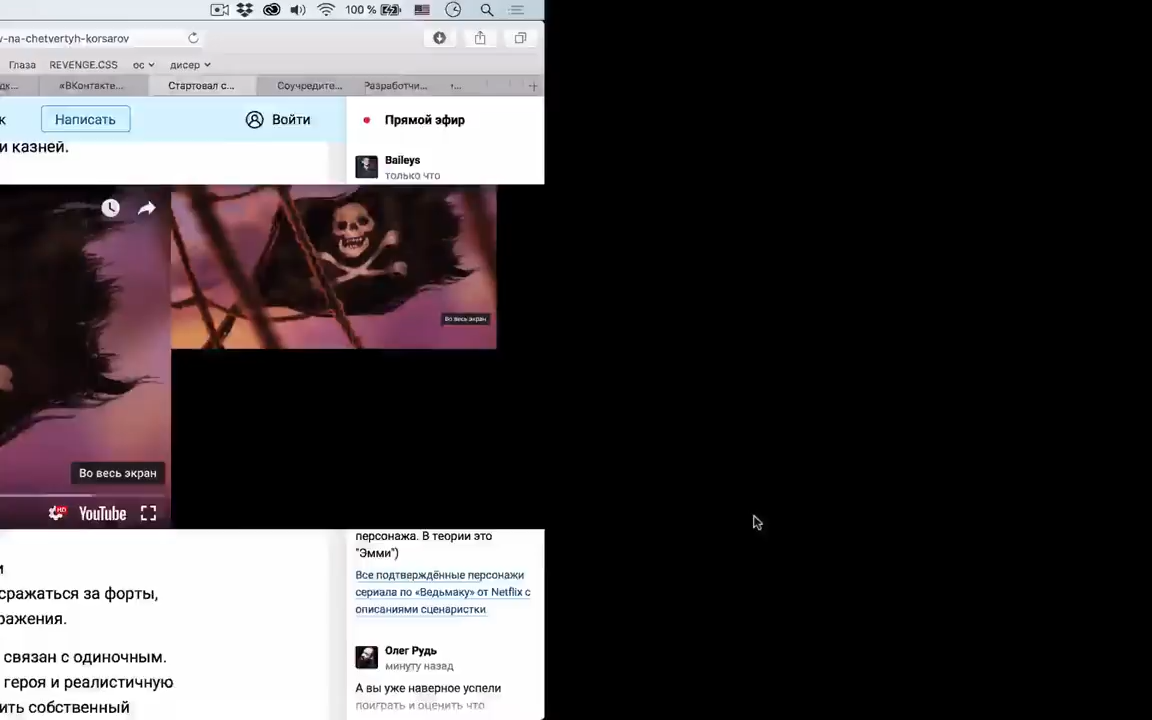 100 %
v-na-chetvertyh-korsarov
Глаза REVENGE.CSS ос дисер
дк... «ВКонтакте... Стартовал с... Соучредите... Разработчи...
к Написать Войти
и казней.
Прямой эфир
Baileys
только что
Во весь экран
Во весь экран
HD YouTube
и
сражаться за форты,
ражения.
связан с одиночным.
героя и реалистичную
ить собственный
персонажа. В теории это
"Эмми")
Все подтверждённые персонажи
сериала по «Ведьмаку» от Netflix с
описаниями сценаристки
Олег Рудь
минуту назад
А вы уже наверное успели
поиграть и оценить что